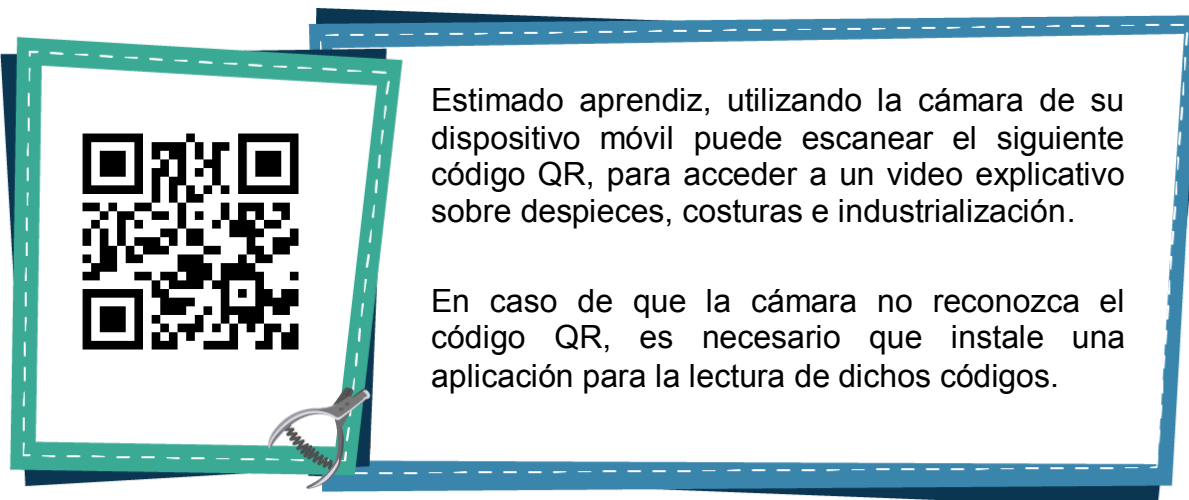 Estimado aprendiz, utilizando la cámara de su
dispositivo móvil puede escanear el siguiente
código QR, para acceder a un video explicativo
sobre despieces, costuras e industrialización.
En caso de que la cámara no reconozca el
código QR, es necesario que instale una
aplicación para la lectura de dichos códigos.